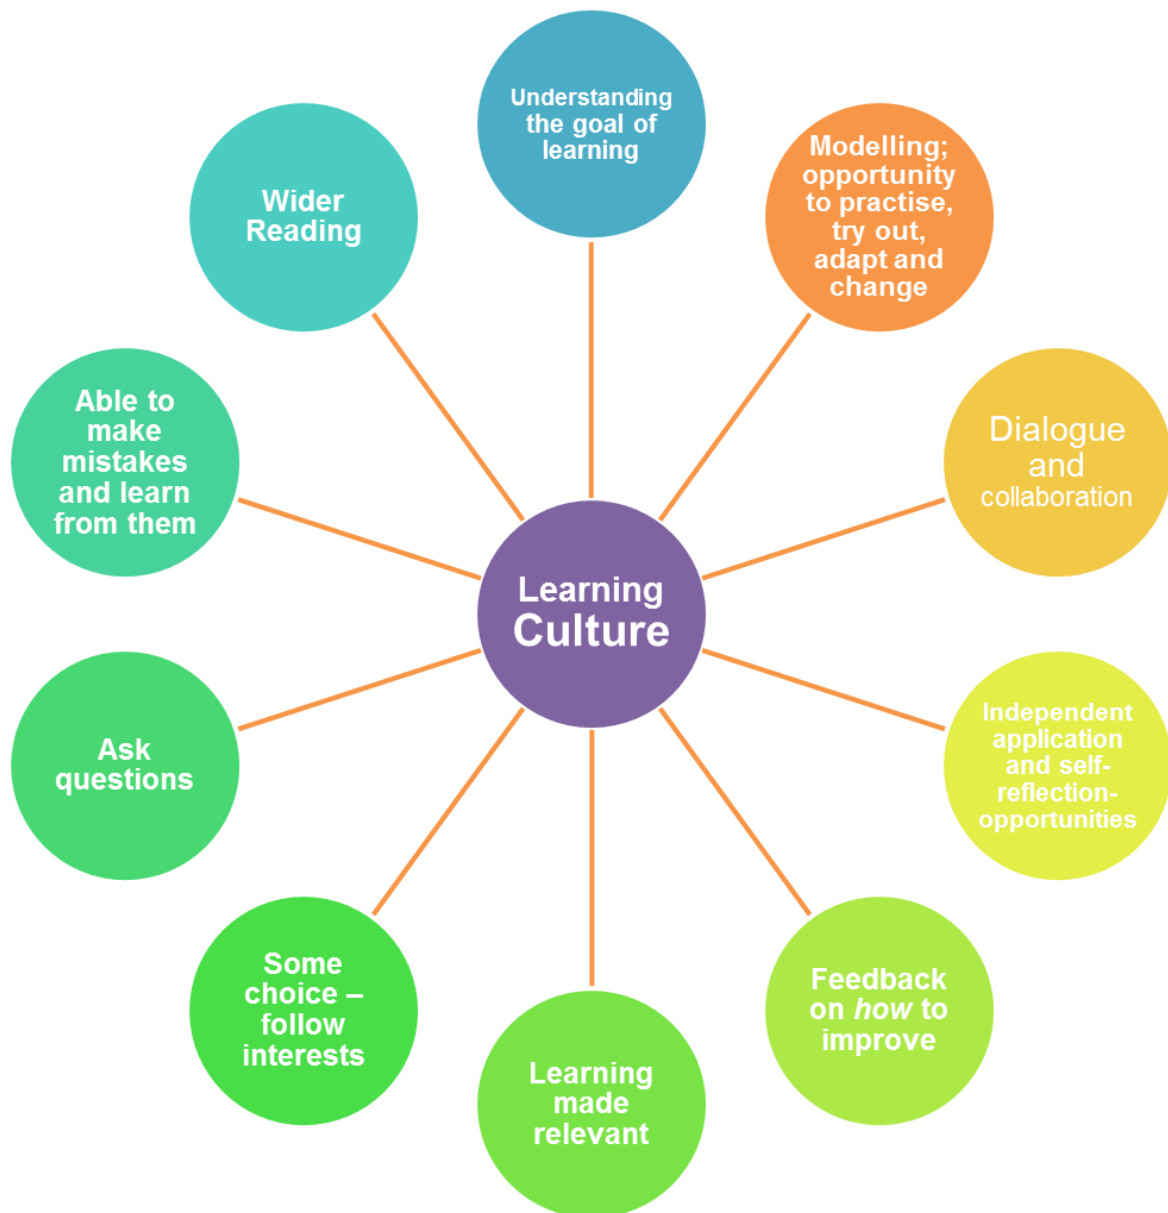 Understanding
the goal of
learning
Modelling;
opportunity
to practise,
try out,
adapt and
change
Dialogue
and
collaboration
Independent
application
and self-
reflection-
opportunities
Feedback
on how to
improve
Learning
made
relevant
Some
choice –
follow
interests
Ask
questions
Able to
make
mistakes
and learn
from them
Wider
Reading
Learning
Culture